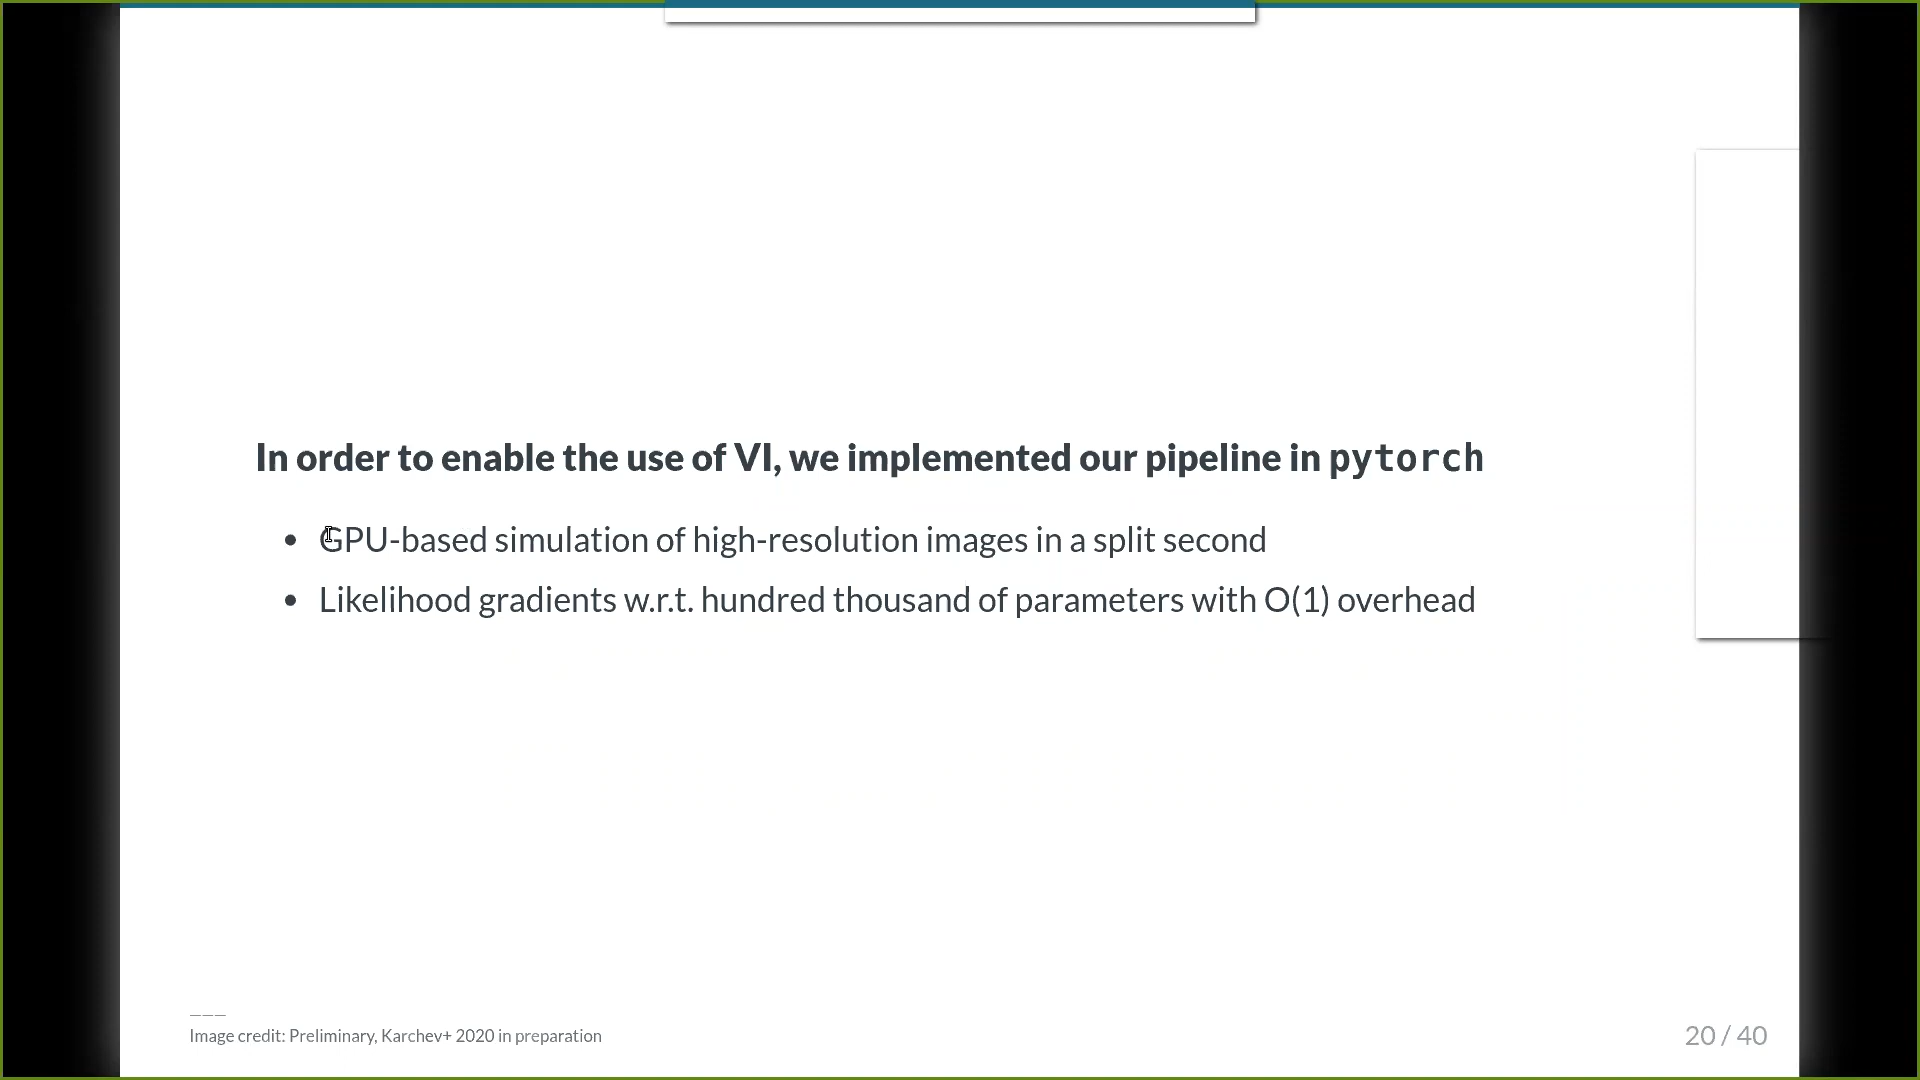 In order to enable the use of VI, we implemented our pipeline in pytorch
• GPU-based simulation of high-resolution images in a split second
• Likelihood gradients w.r.t. hundred thousand of parameters with O(1) overhead
Image credit: Preliminary, Karchev+ 2020 in preparation
20 / 40